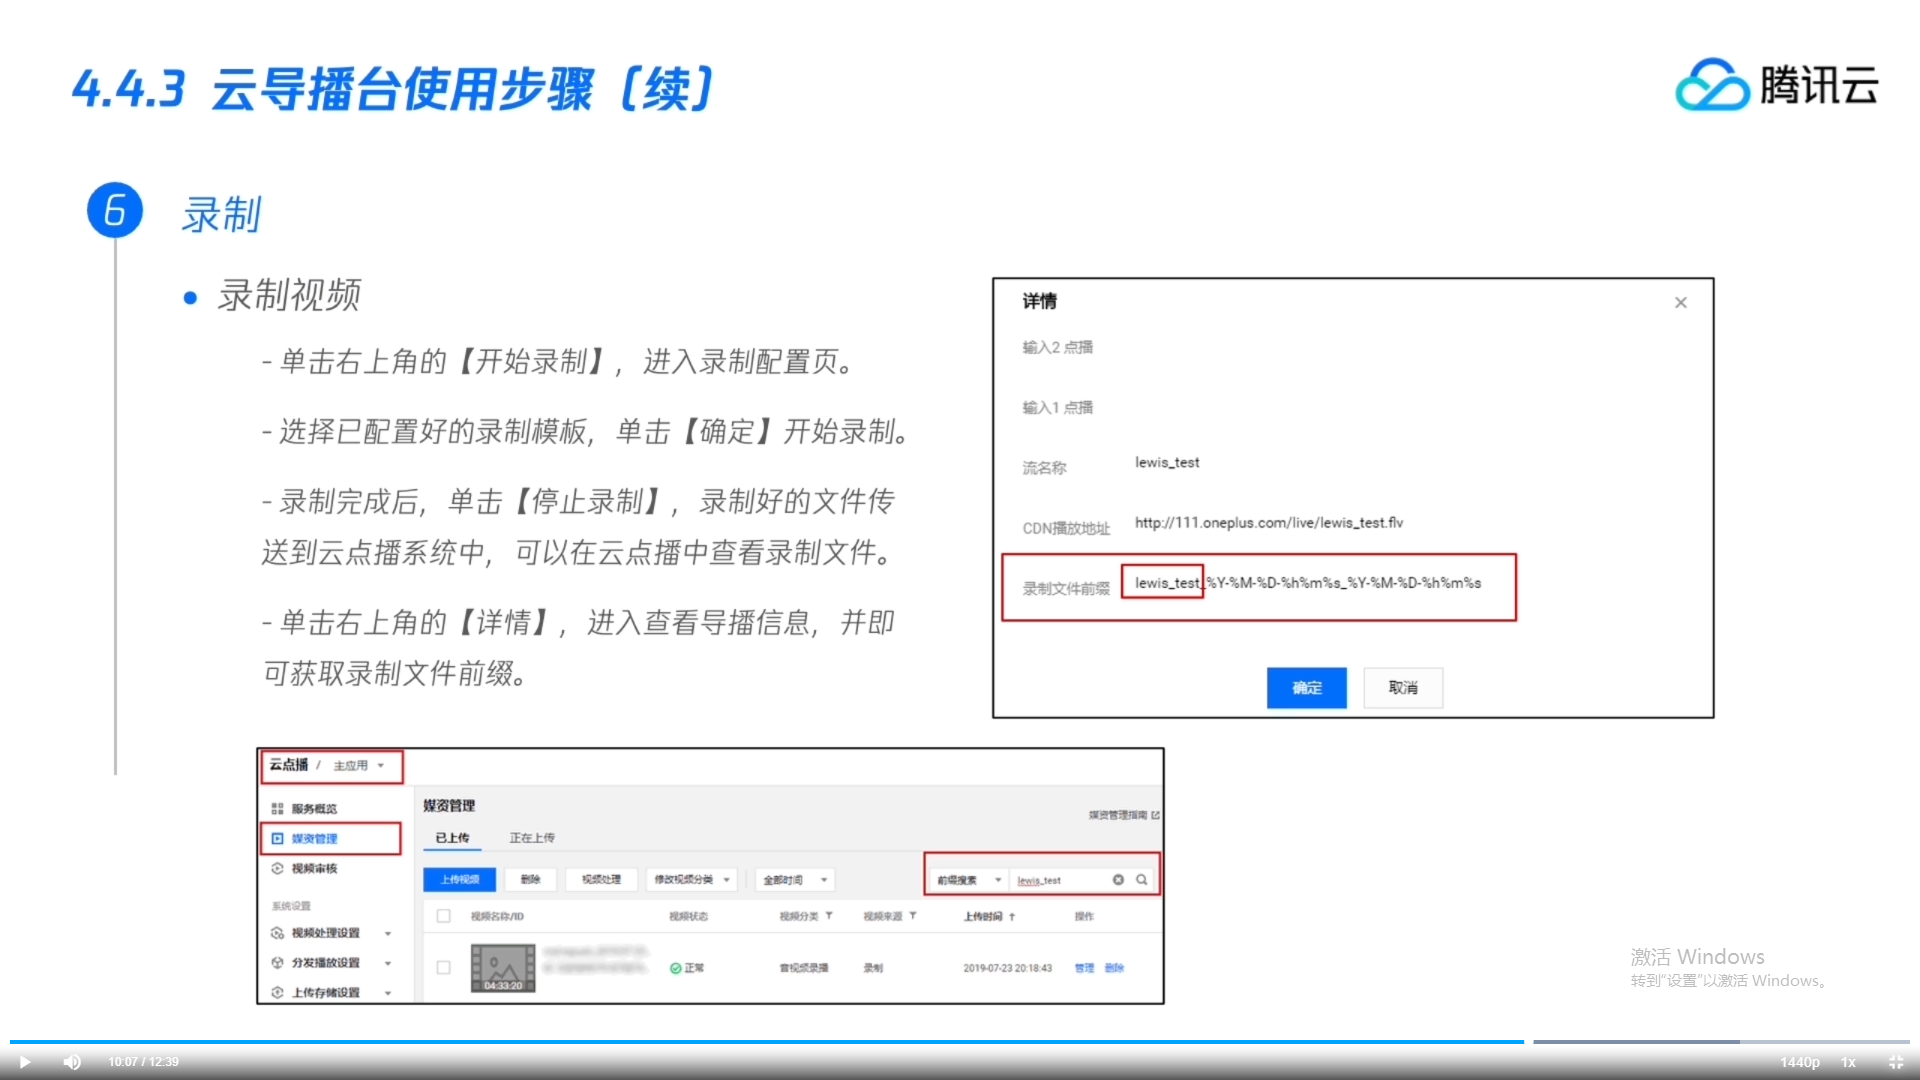 4.4.3 云导播台使用步骤（续）
腾讯云
6
录制
录制视频
- 单击右上角的【开始录制】，进入录制配置页。
- 选择已配置好的录制模板，单击【确定】开始录制。
- 录制完成后，单击【停止录制】，录制好的文件传
送到云点播系统中，可以在云点播中查看录制文件。
- 单击右上角的【详情】，进入查看导播信息，并即
可获取录制文件前缀。
详情
输入2 点播
输入1 点播
流名称 lewis_test
CDN播放地址 http://111.oneplus.com/live/lewis_test.flv
录制文件前缀 lewis_test_%Y-%M-%D-%h%m%s_%Y-%M-%D-%h%m%s
确定 取消
云点播 / 主应用
服务概览
媒资管理
视频审核
系统设置
视频处理设置
分发播放设置
上传存储设置
媒资管理
媒资管理指南
已上传 正在上传
上传视频 删除 视频处理 修改视频分类 全部时间 前缀搜索 lewis_test
视频名称/ID 视频状态 视频分类 视频来源 上传时间 操作
04:33:20 正常 音视频录播 录制 2019-07-23 20:18:43 管理 删除
激活 Windows
转到“设置”以激活 Windows。
10:07 / 12:39 1440p 1x